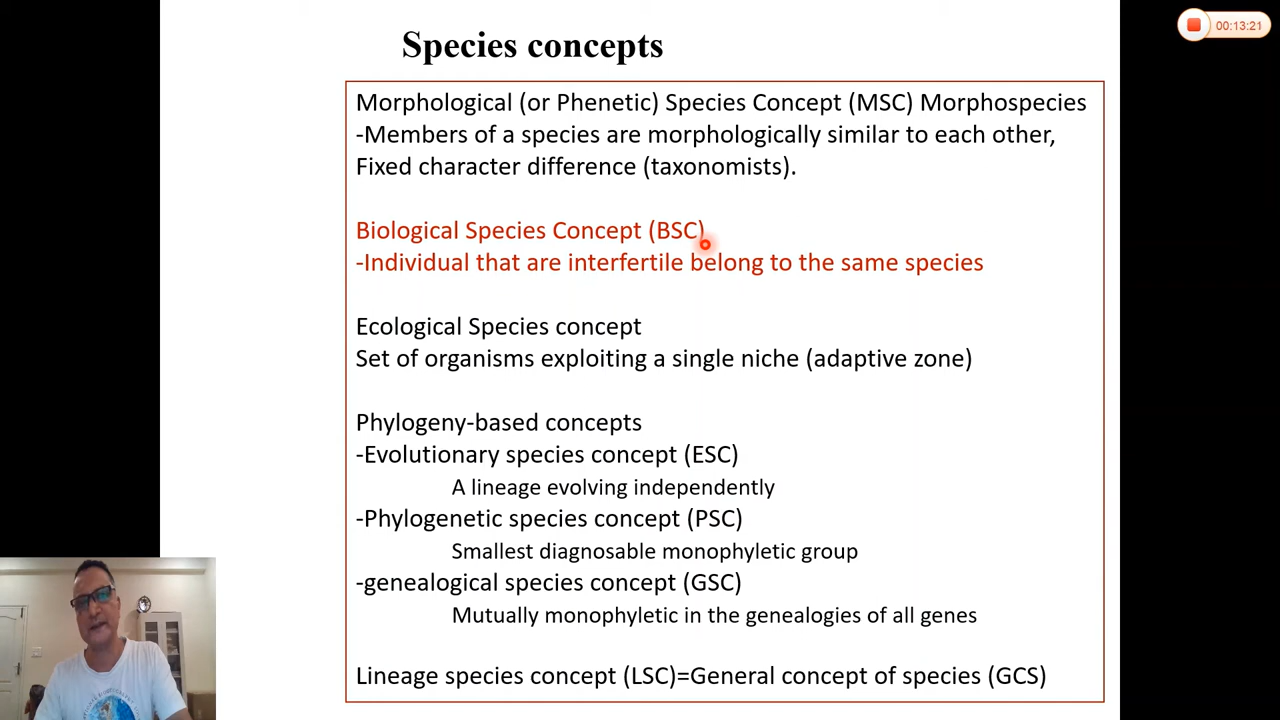 Species concepts
00:13:21
Morphological (or Phenetic) Species Concept (MSC) Morphospecies
-Members of a species are morphologically similar to each other,
Fixed character difference (taxonomists).
Biological Species Concept (BSC)
-Individual that are interfertile belong to the same species
Ecological Species concept
Set of organisms exploiting a single niche (adaptive zone)
Phylogeny-based concepts
-Evolutionary species concept (ESC)
A lineage evolving independently
-Phylogenetic species concept (PSC)
Smallest diagnosable monophyletic group
-genealogical species concept (GSC)
Mutually monophyletic in the genealogies of all genes
Lineage species concept (LSC)=General concept of species (GCS)